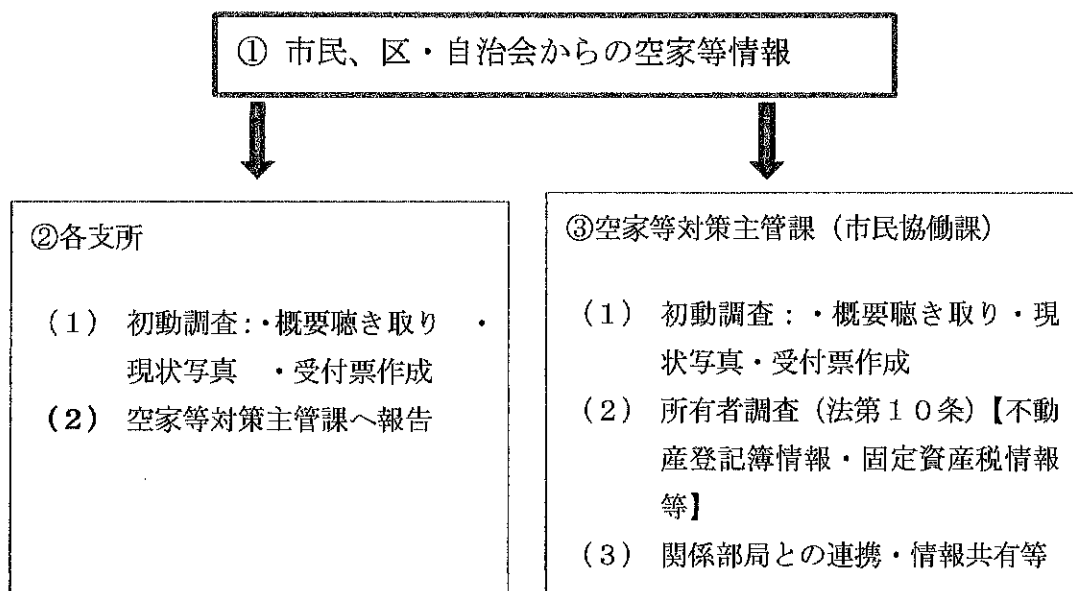 ① 市民、区・自治会からの空家等情報
②各支所
(1) 初動調査:・概要聴き取り ・
現状写真 ・受付票作成
(2) 空家等対策主管課へ報告
③空家等対策主管課(市民協働課)
(1) 初動調査:・概要聴き取り・現
状写真・受付票作成
(2) 所有者調査(法第10条)【不動
産登記簿情報・固定資産税情報
等】
(3) 関係部局との連携・情報共有等